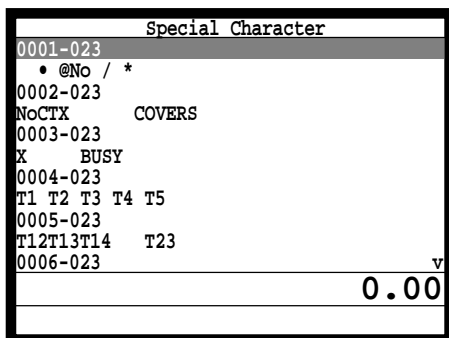 Special Character
0001-023
• @No / *
0002-023
NoCTX COVERS
0003-023
X BUSY
0004-023
T1 T2 T3 T4 T5
0005-023
T12T13T14 T23
0006-023 v
0.00